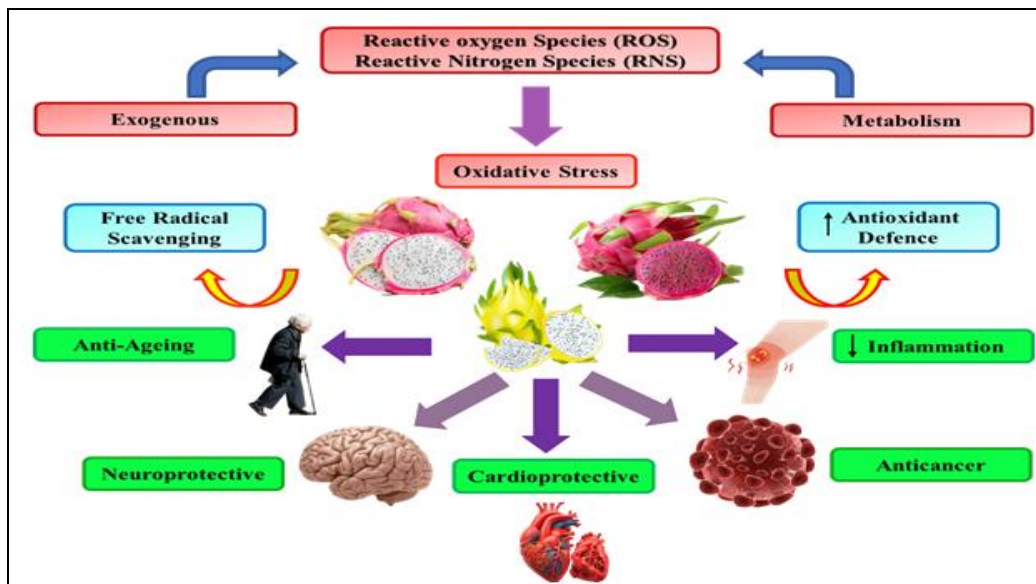 Reactive oxygen Species (ROS)
Reactive Nitrogen Species (RNS)
Exogenous
Metabolism
Oxidative Stress
Free Radical
Scavenging
↑ Antioxidant
Defence
Anti-Ageing
↓ Inflammation
Neuroprotective
Cardioprotective
Anticancer